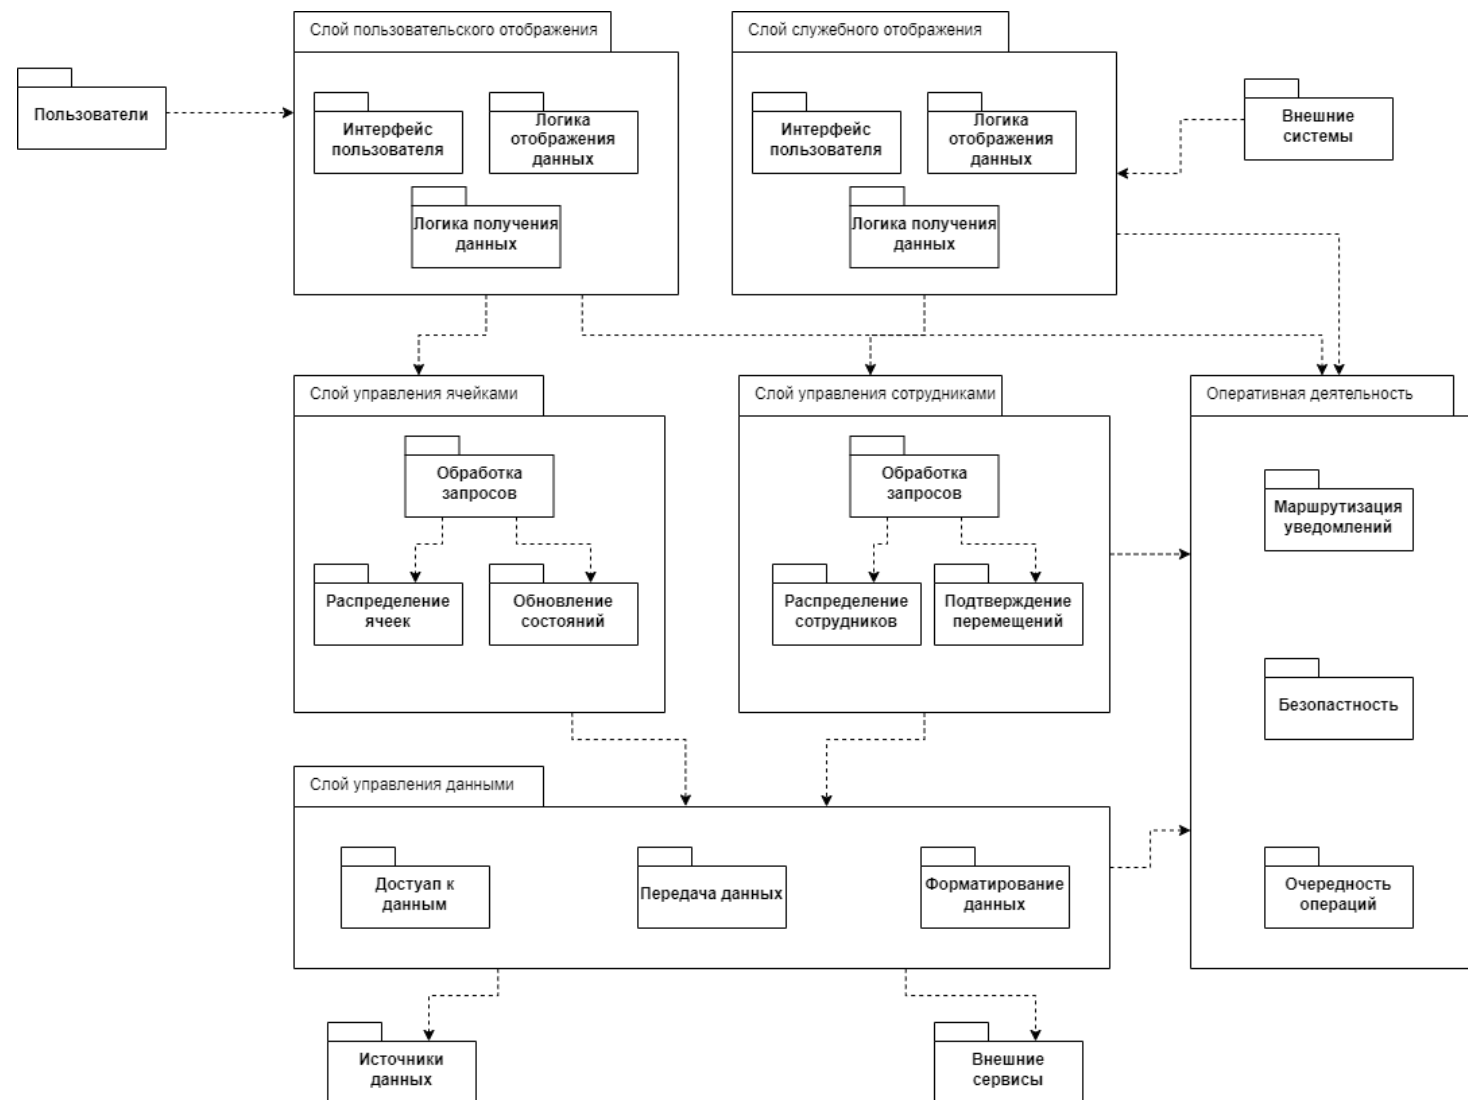 Слой пользовательского отображения
Слой служебного отображения
Пользователи
Интерфейс
пользователя
Логика
отображения
данных
Логика получения
данных
Интерфейс
пользователя
Логика
отображения
данных
Логика получения
данных
Внешние
системы
Слой управления ячейками
Слой управления сотрудниками
Оперативная деятельность
Обработка
запросов
Распределение
ячеек
Обновление
состояний
Обработка
запросов
Распределение
сотрудников
Подтверждение
перемещений
Маршрутизация
уведомлений
Безопастность
Очередность
операций
Слой управления данными
Достуап к
данным
Передача данных
Форматирование
данных
Источники
данных
Внешние
сервисы